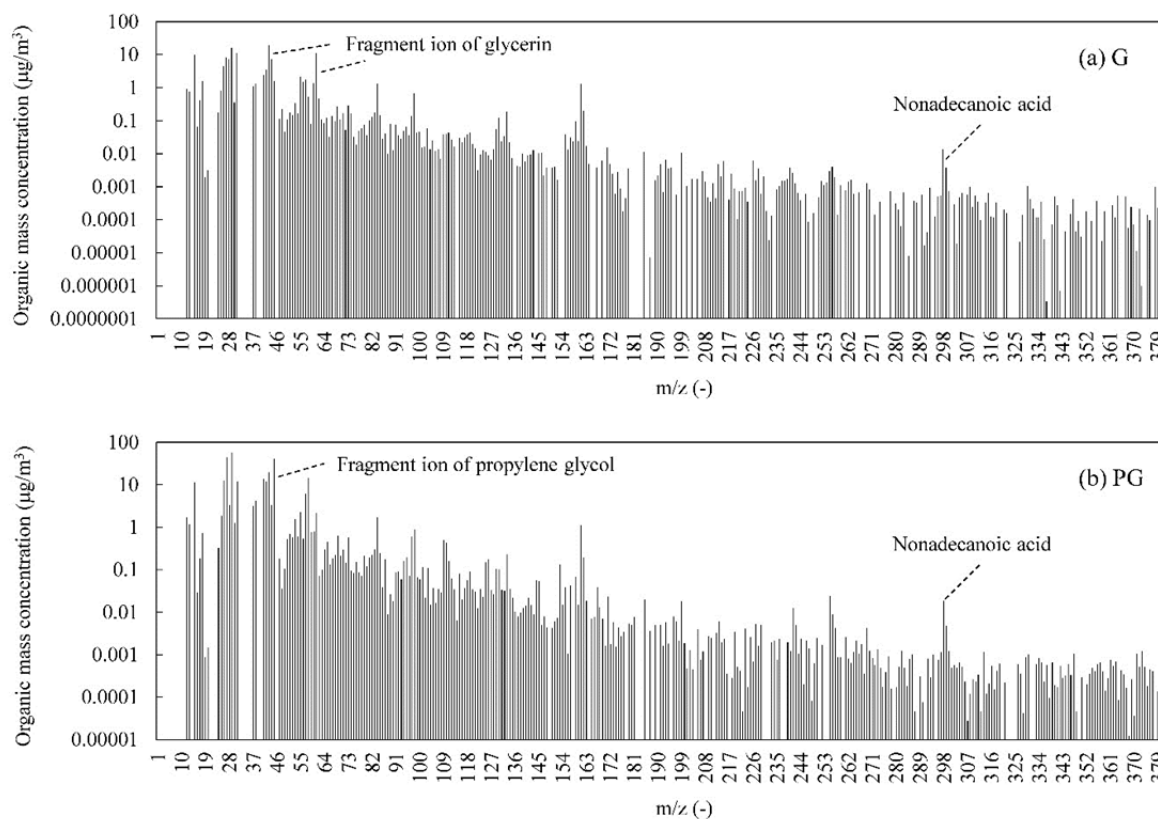 100
Fragment ion of glycerin
(a) G
10
1
Nonadecanoic acid
0.1
0.01
0.001
0.0001
0.00001
0.000001
0.0000001
Organic mass concentration (μg/m³)
1 10 19 28 37 46 55 64 73 82 91 100 109 118 127 136 145 154 163 172 181 190 199 208 217 226 235 244 253 262 271 280 289 298 307 316 325 334 343 352 361 370 379
m/z (-)
100
Fragment ion of propylene glycol
(b) PG
10
1
Nonadecanoic acid
0.1
0.01
0.001
0.0001
0.00001
Organic mass concentration (μg/m³)
1 10 19 28 37 46 55 64 73 82 91 100 109 118 127 136 145 154 163 172 181 190 199 208 217 226 235 244 253 262 271 280 289 298 307 316 325 334 343 352 361 370 379
m/z (-)